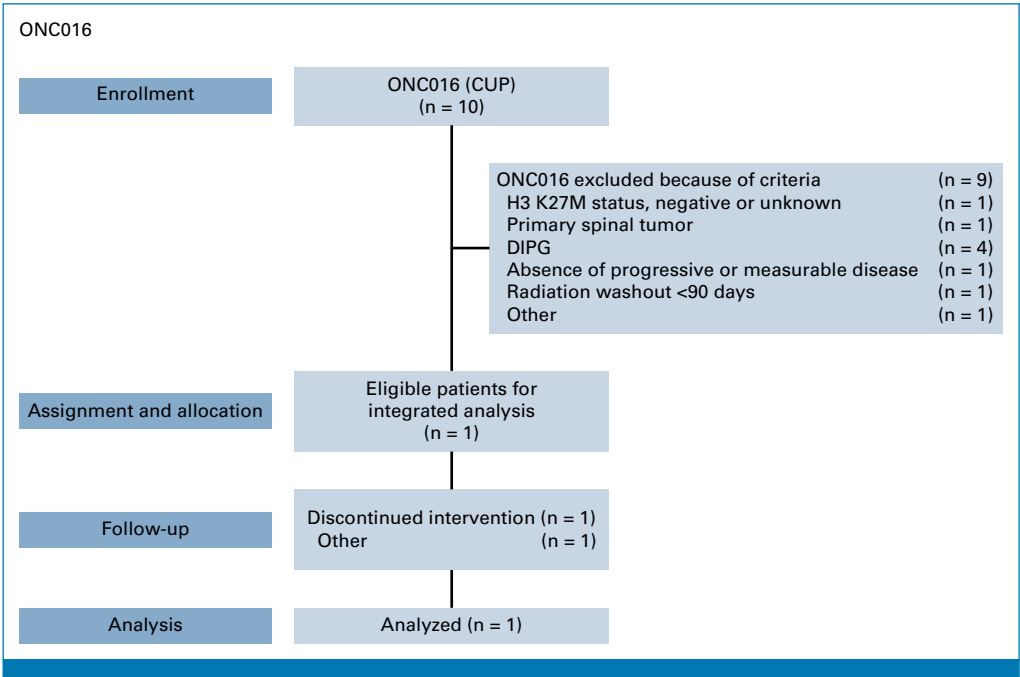 ONC016
Enrollment
ONC016 (CUP)
(n = 10)
ONC016 excluded because of criteria (n = 9)
H3 K27M status, negative or unknown (n = 1)
Primary spinal tumor (n = 1)
DIPG (n = 4)
Absence of progressive or measurable disease (n = 1)
Radiation washout <90 days (n = 1)
Other (n = 1)
Assignment and allocation
Eligible patients for
integrated analysis
(n = 1)
Follow-up
Discontinued intervention (n = 1)
Other (n = 1)
Analysis
Analyzed (n = 1)